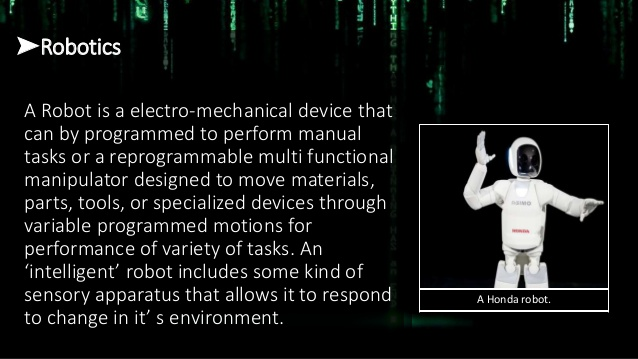 ➤Robotics
A Robot is a electro-mechanical device that
can by programmed to perform manual
tasks or a reprogrammable multi functional
manipulator designed to move materials,
parts, tools, or specialized devices through
variable programmed motions for
performance of variety of tasks. An
‘intelligent’ robot includes some kind of
sensory apparatus that allows it to respond
to change in it’ s environment.
ASIMO
HONDA
A Honda robot.